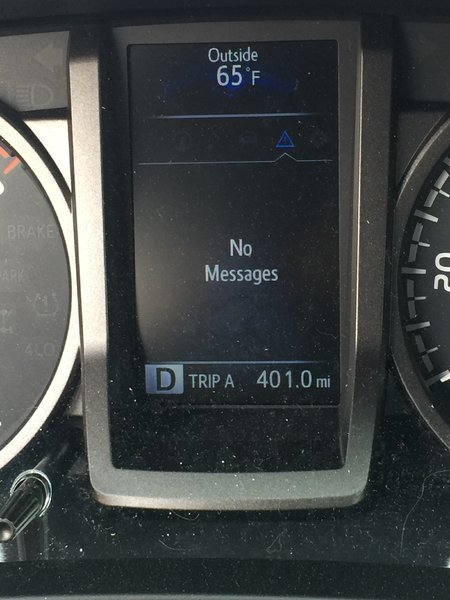 Outside
65°F
No
Messages
D TRIP A 401.0 mi
BRAKE
PARK
4LO
20